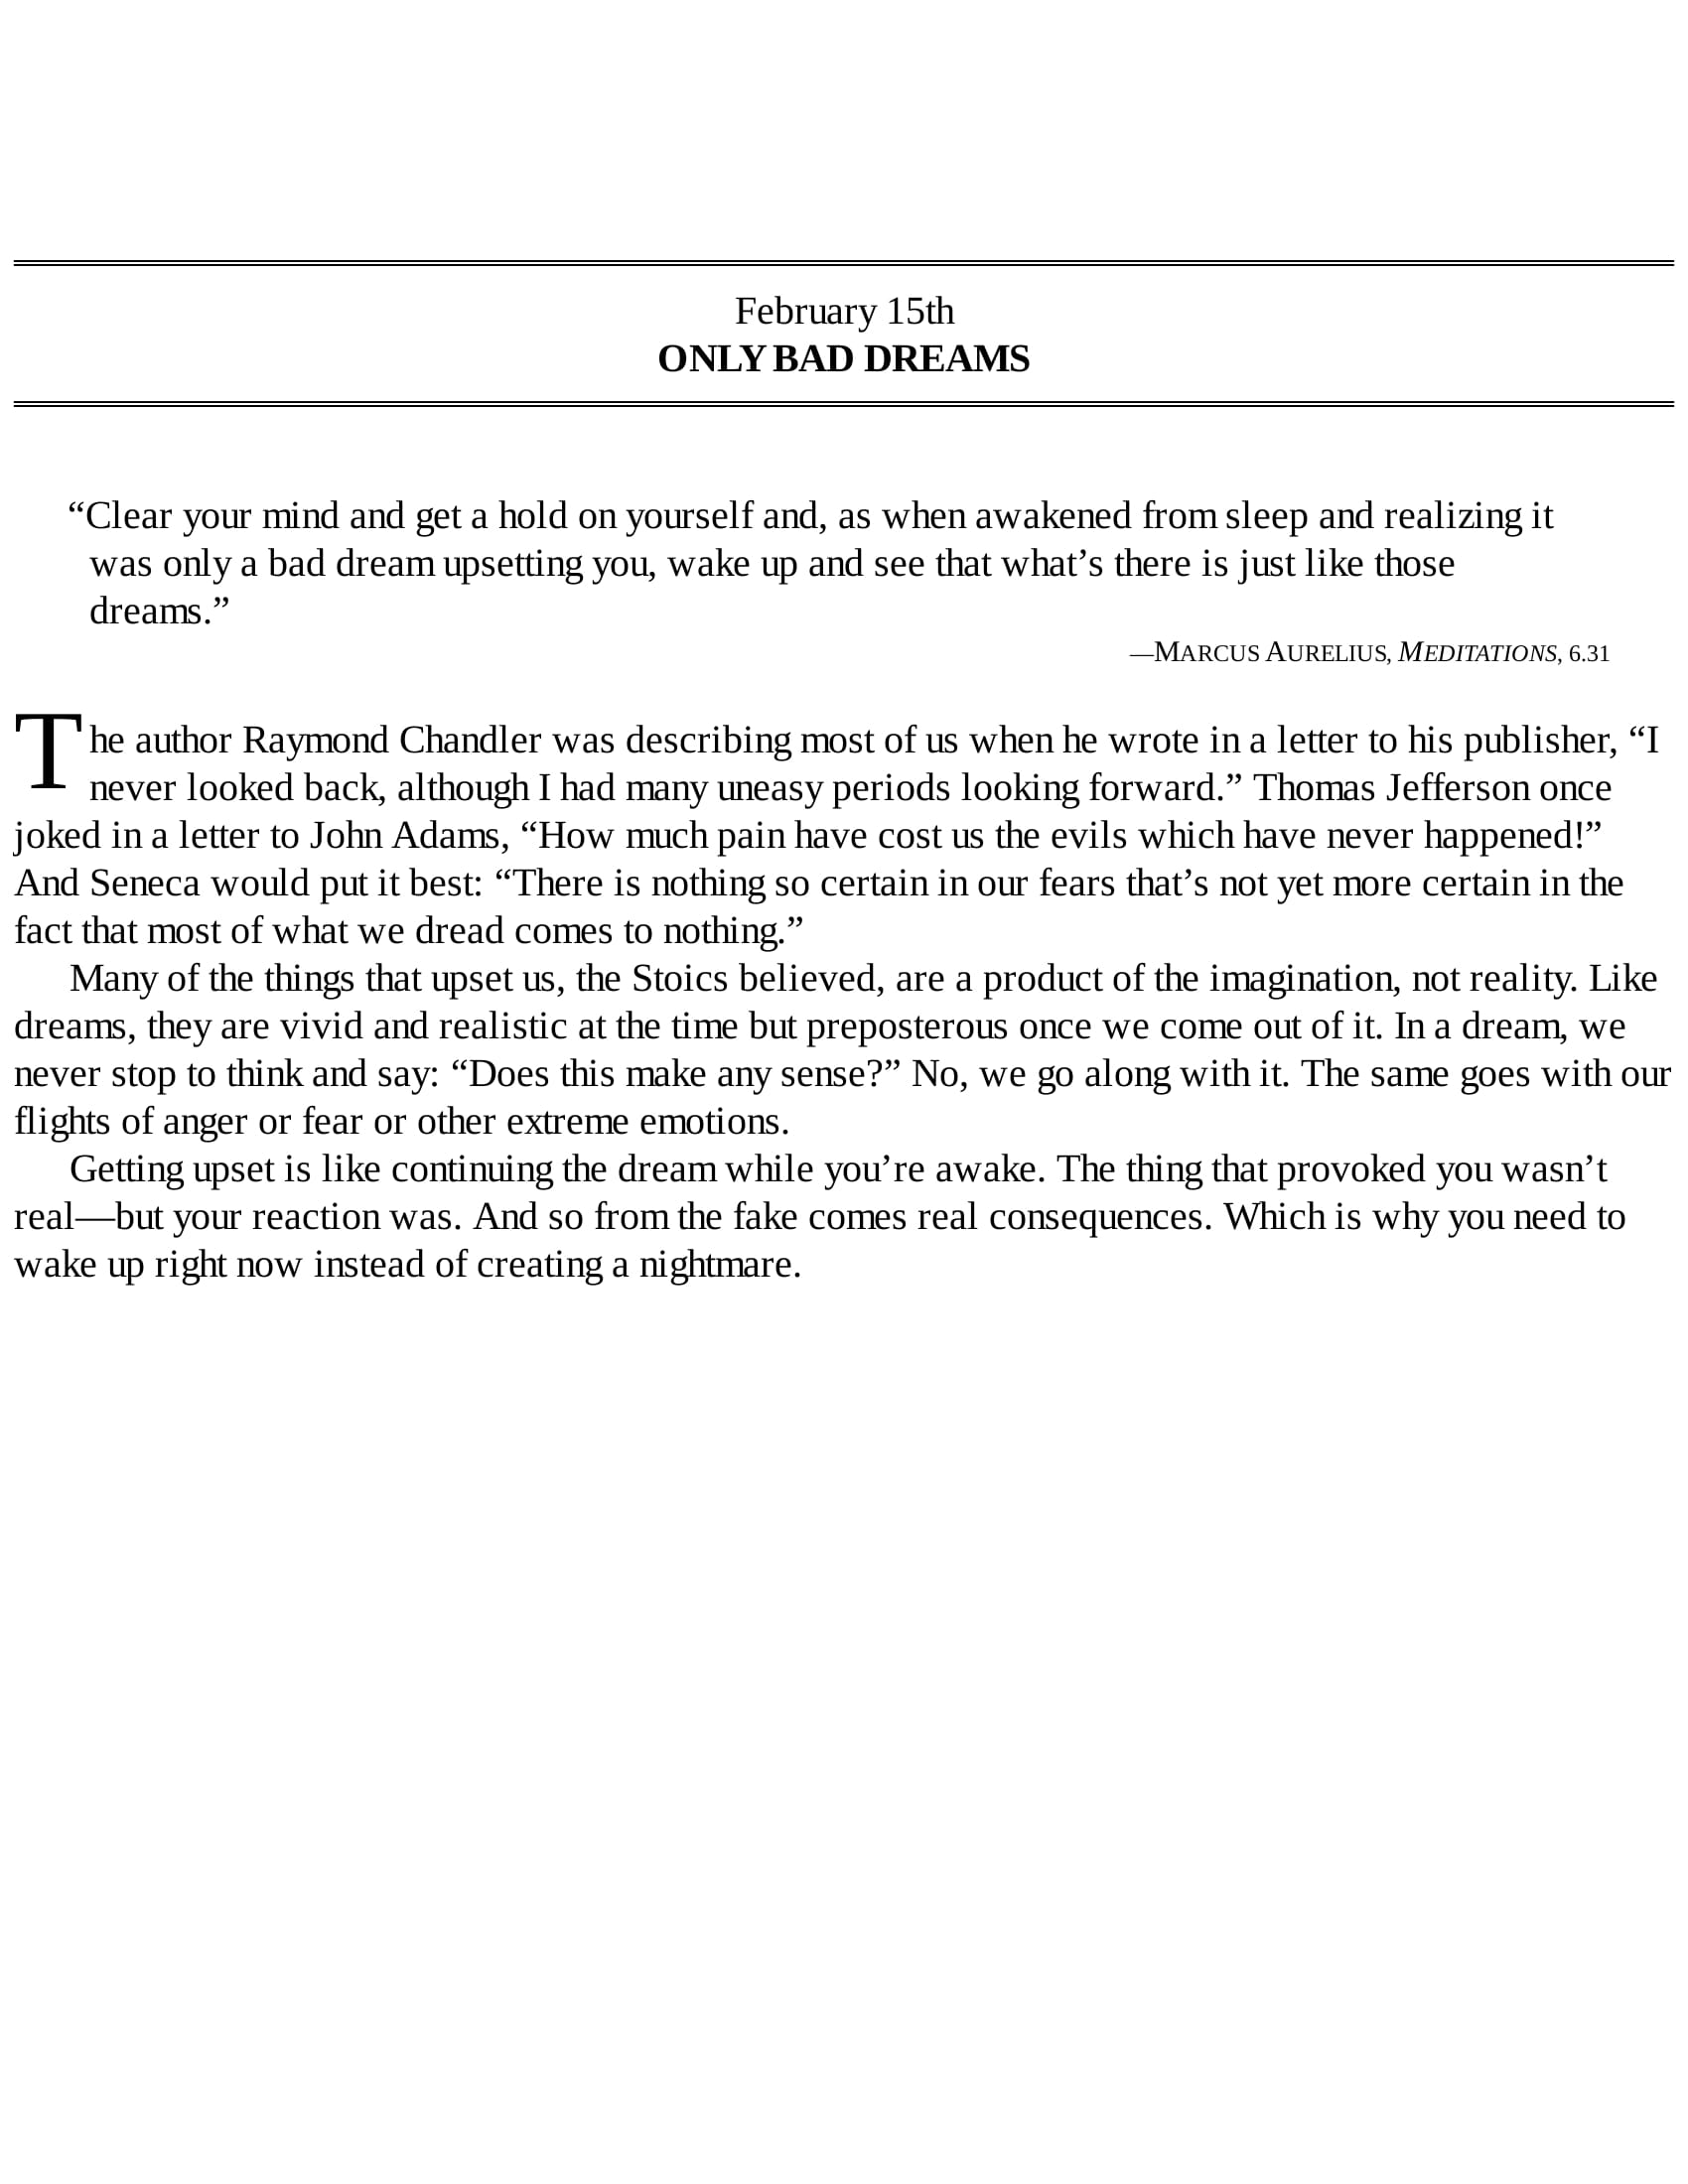 February 15th
ONLY BAD DREAMS
“Clear your mind and get a hold on yourself and, as when awakened from sleep and realizing it
was only a bad dream upsetting you, wake up and see that what’s there is just like those
dreams.”
—MARCUS AURELIUS, MEDITATIONS, 6.31
The author Raymond Chandler was describing most of us when he wrote in a letter to his publisher, “I
never looked back, although I had many uneasy periods looking forward.” Thomas Jefferson once
joked in a letter to John Adams, “How much pain have cost us the evils which have never happened!”
And Seneca would put it best: “There is nothing so certain in our fears that’s not yet more certain in the
fact that most of what we dread comes to nothing.”
Many of the things that upset us, the Stoics believed, are a product of the imagination, not reality. Like
dreams, they are vivid and realistic at the time but preposterous once we come out of it. In a dream, we
never stop to think and say: “Does this make any sense?” No, we go along with it. The same goes with our
flights of anger or fear or other extreme emotions.
Getting upset is like continuing the dream while you’re awake. The thing that provoked you wasn’t
real—but your reaction was. And so from the fake comes real consequences. Which is why you need to
wake up right now instead of creating a nightmare.